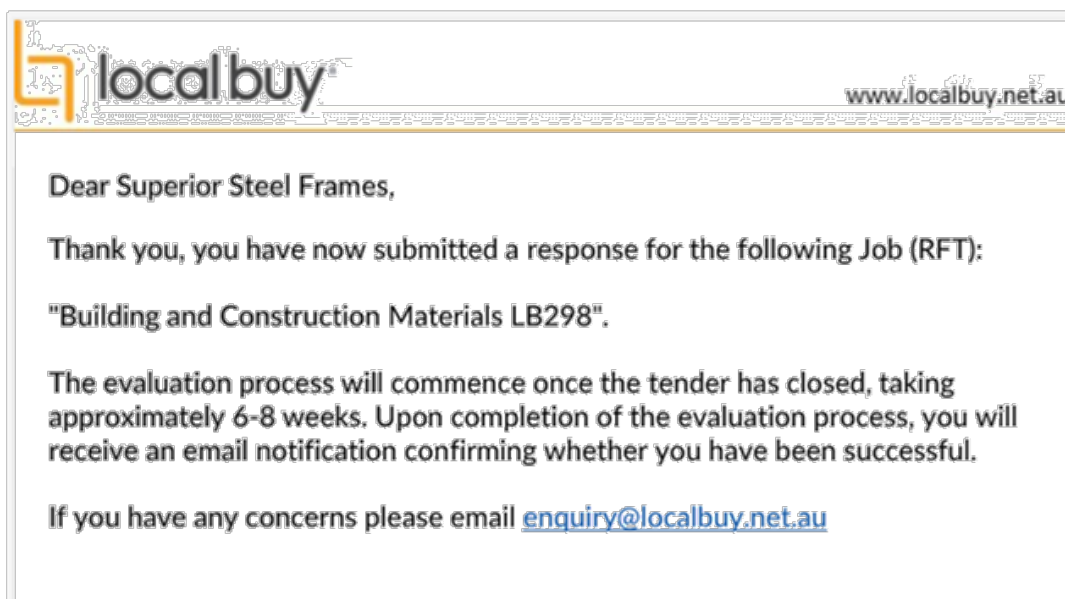 localbuy
www.localbuy.net.au
Dear Superior Steel Frames,
Thank you, you have now submitted a response for the following Job (RFT):
"Building and Construction Materials LB298".
The evaluation process will commence once the tender has closed, taking
approximately 6-8 weeks. Upon completion of the evaluation process, you will
receive an email notification confirming whether you have been successful.
If you have any concerns please email enquiry@localbuy.net.au